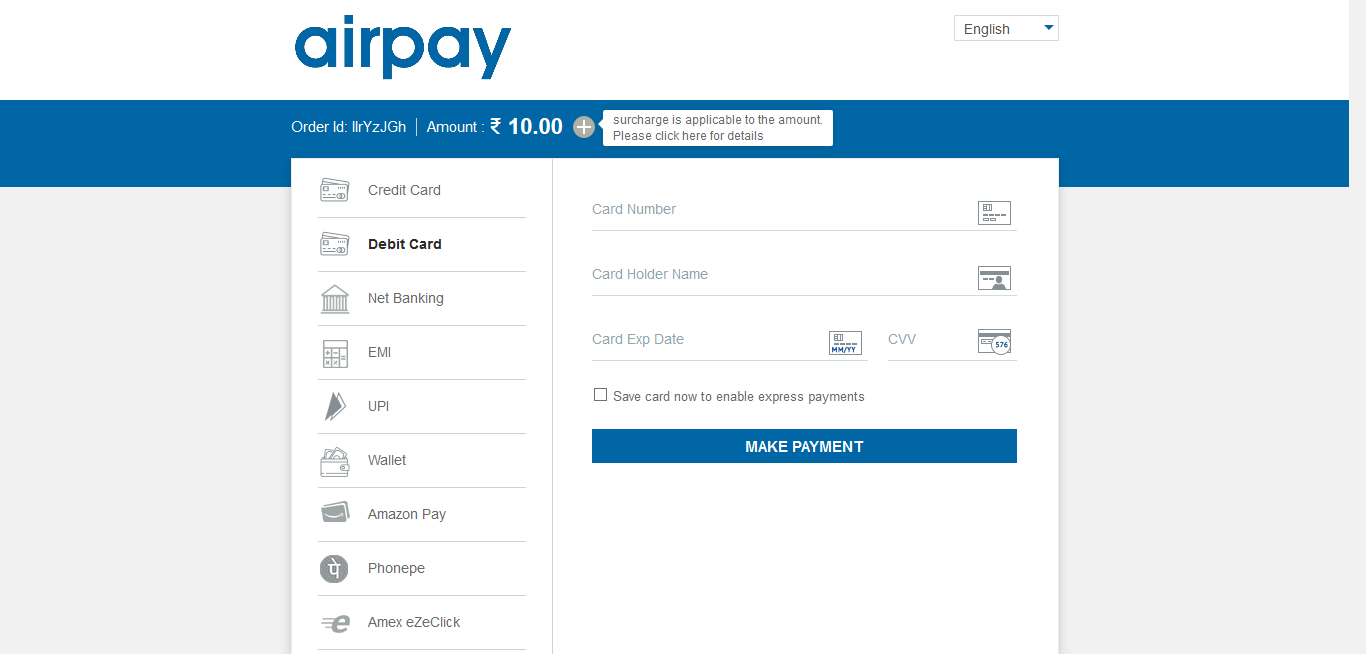 airpay
English
Order Id: IlrYzJGh | Amount : ₹ 10.00
surcharge is applicable to the amount.
Please click here for details
Credit Card
Debit Card
Net Banking
EMI
UPI
Wallet
Amazon Pay
पे
Phonepe
e
Amex eZeClick
Card Number
Card Holder Name
Card Exp Date
MM/YY
CVV
576
Save card now to enable express payments
MAKE PAYMENT